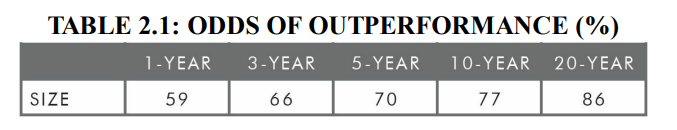 TABLE 2.1: ODDS OF OUTPERFORMANCE (%)
1-YEAR 3-YEAR 5-YEAR 10-YEAR 20-YEAR
SIZE 59 66 70 77 86